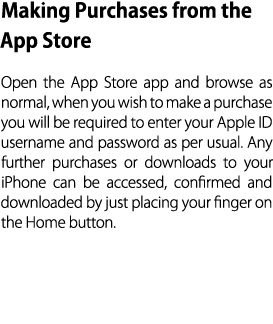 Making Purchases from the
App Store
Open the App Store app and browse as
normal, when you wish to make a purchase
you will be required to enter your Apple ID
username and password as per usual. Any
further purchases or downloads to your
iPhone can be accessed, confirmed and
downloaded by just placing your finger on
the Home button.